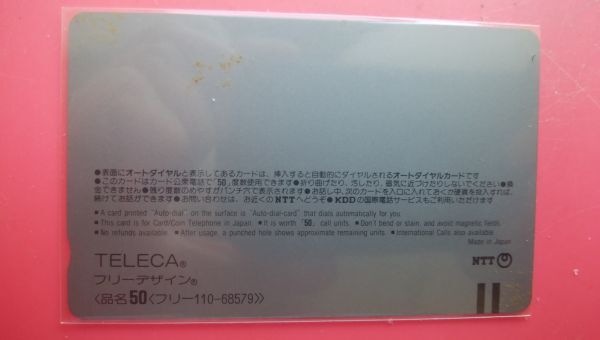 ●表面にオートダイヤルと表示してあるカードは、挿入すると自動的にダイヤルされるオートダイヤルカードです
●このカードはカード公衆電話で「50」度数使用できます●折り曲げたり、汚したり、磁気に近づけたりしないでください●換
金できません●残り度数のめやすがパンチ穴で表示されます●お話し中、次のカードを入口に入れておくか硬貨を投入すれば、
続けてお話ができます●お問い合わせは、お近くのNTTへどうぞ●KDDの国際電話サービスもご利用いただけます
■A card printed "Auto-dial" on the surface is "Auto-dial-card" that dials automatically for you.
■This card is for Card/Coin Telephone in Japan. ■It is worth「50」call units ■Don't bend or stain, and avoid magnetic fields.
■No refunds available. ■After usage, a punched hole shows approximate remaining units. ■International Calls also available.
Made in Japan
TELECA®
NTT
フリーデザイン®
〈品名50〈フリー110-68579〉〉